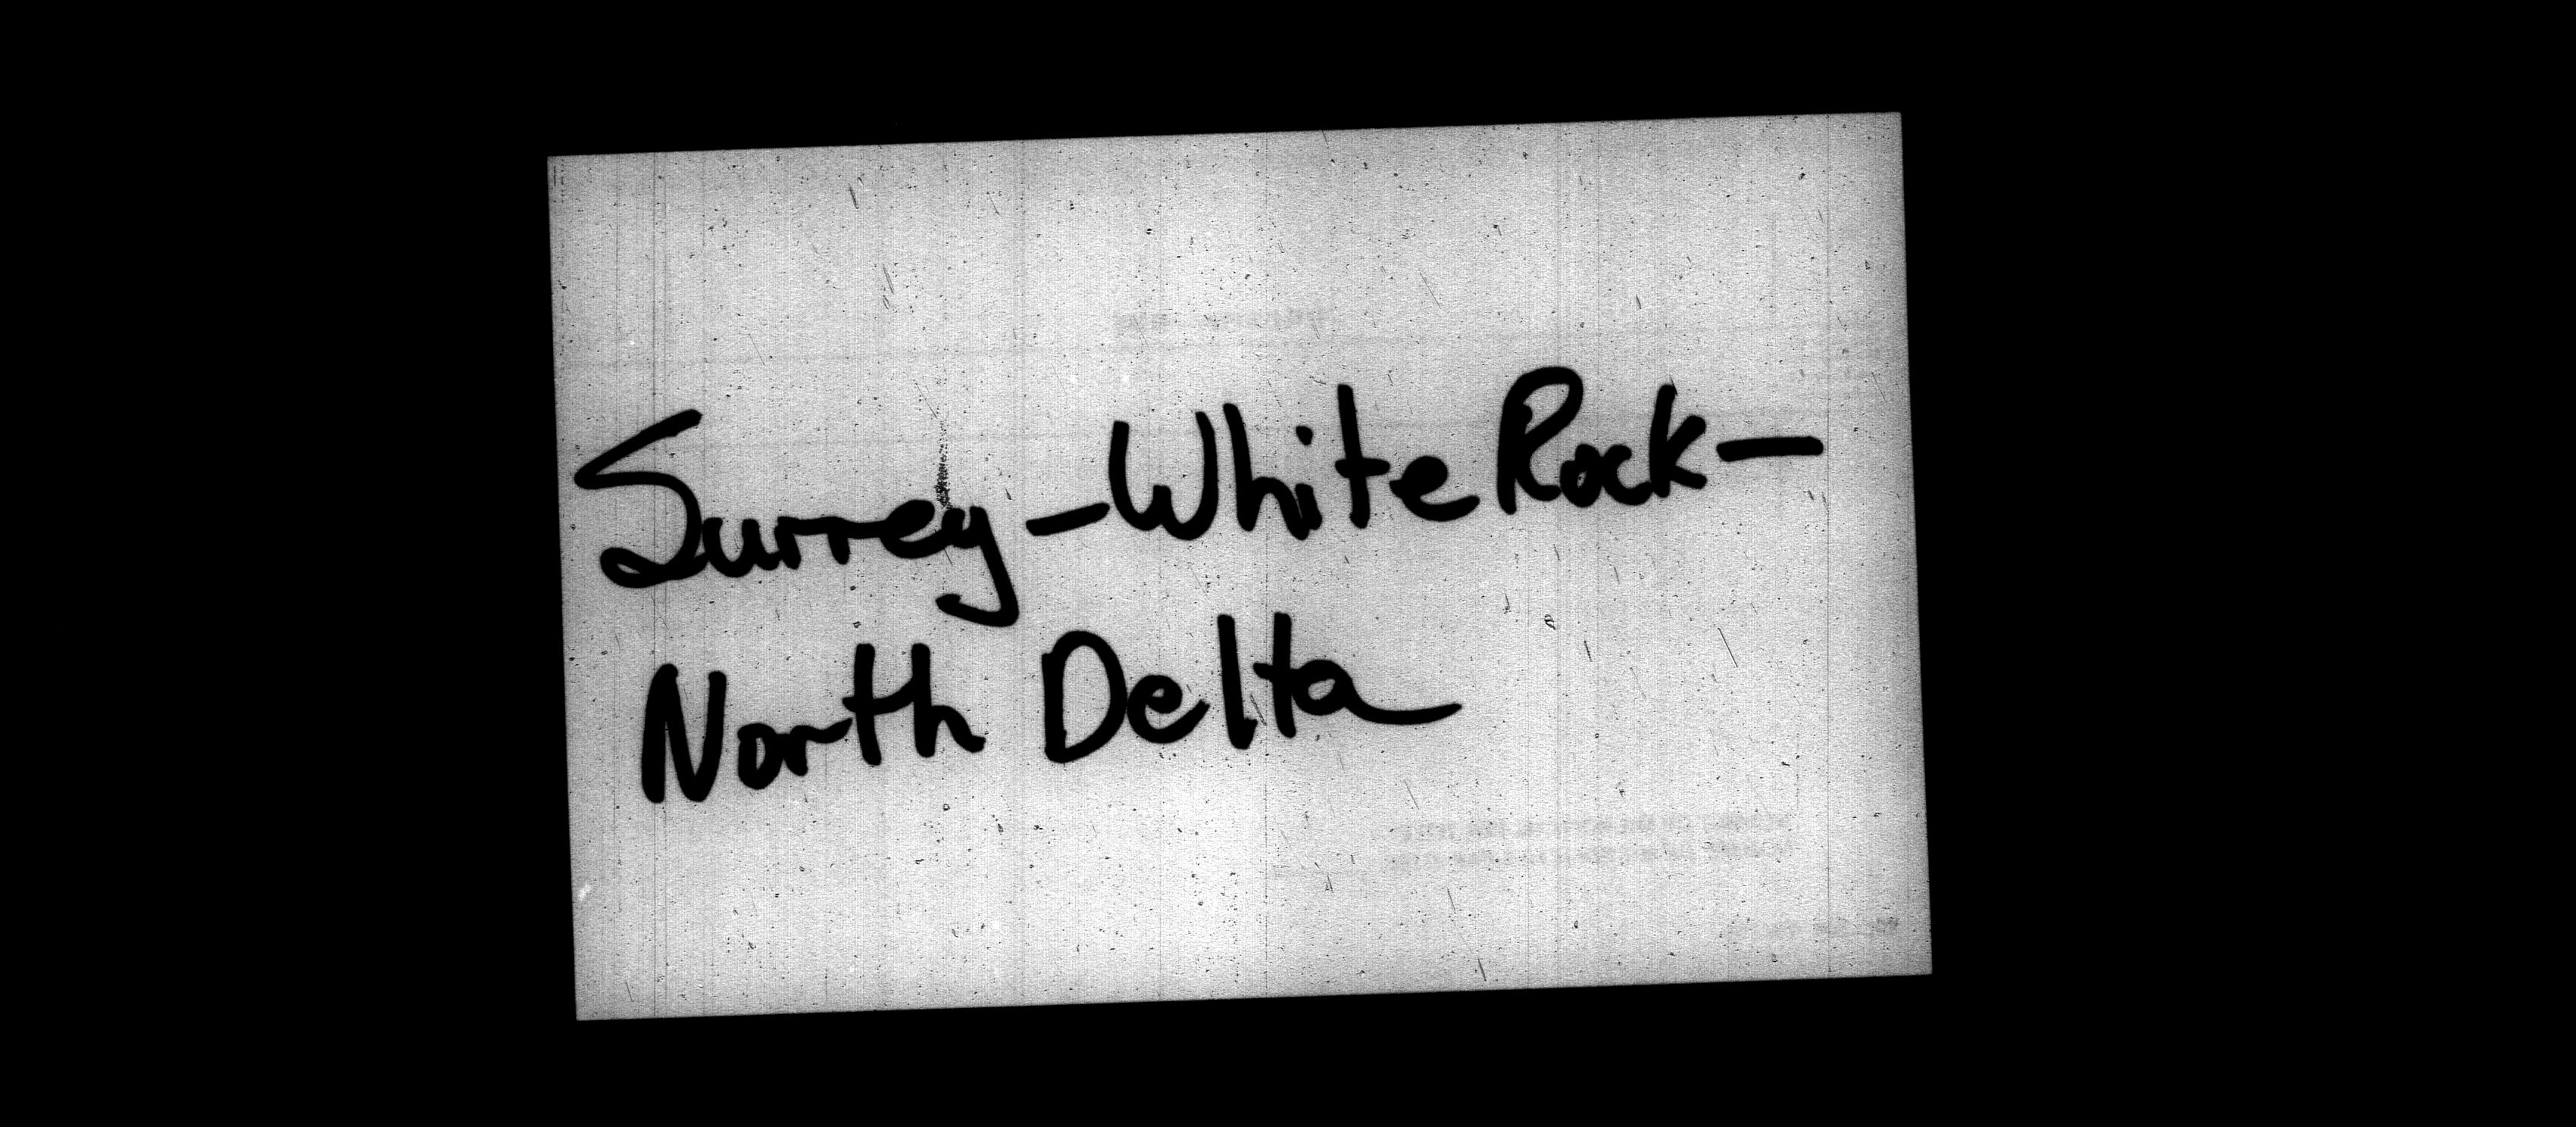 Surrey - White Rock -
North Delta